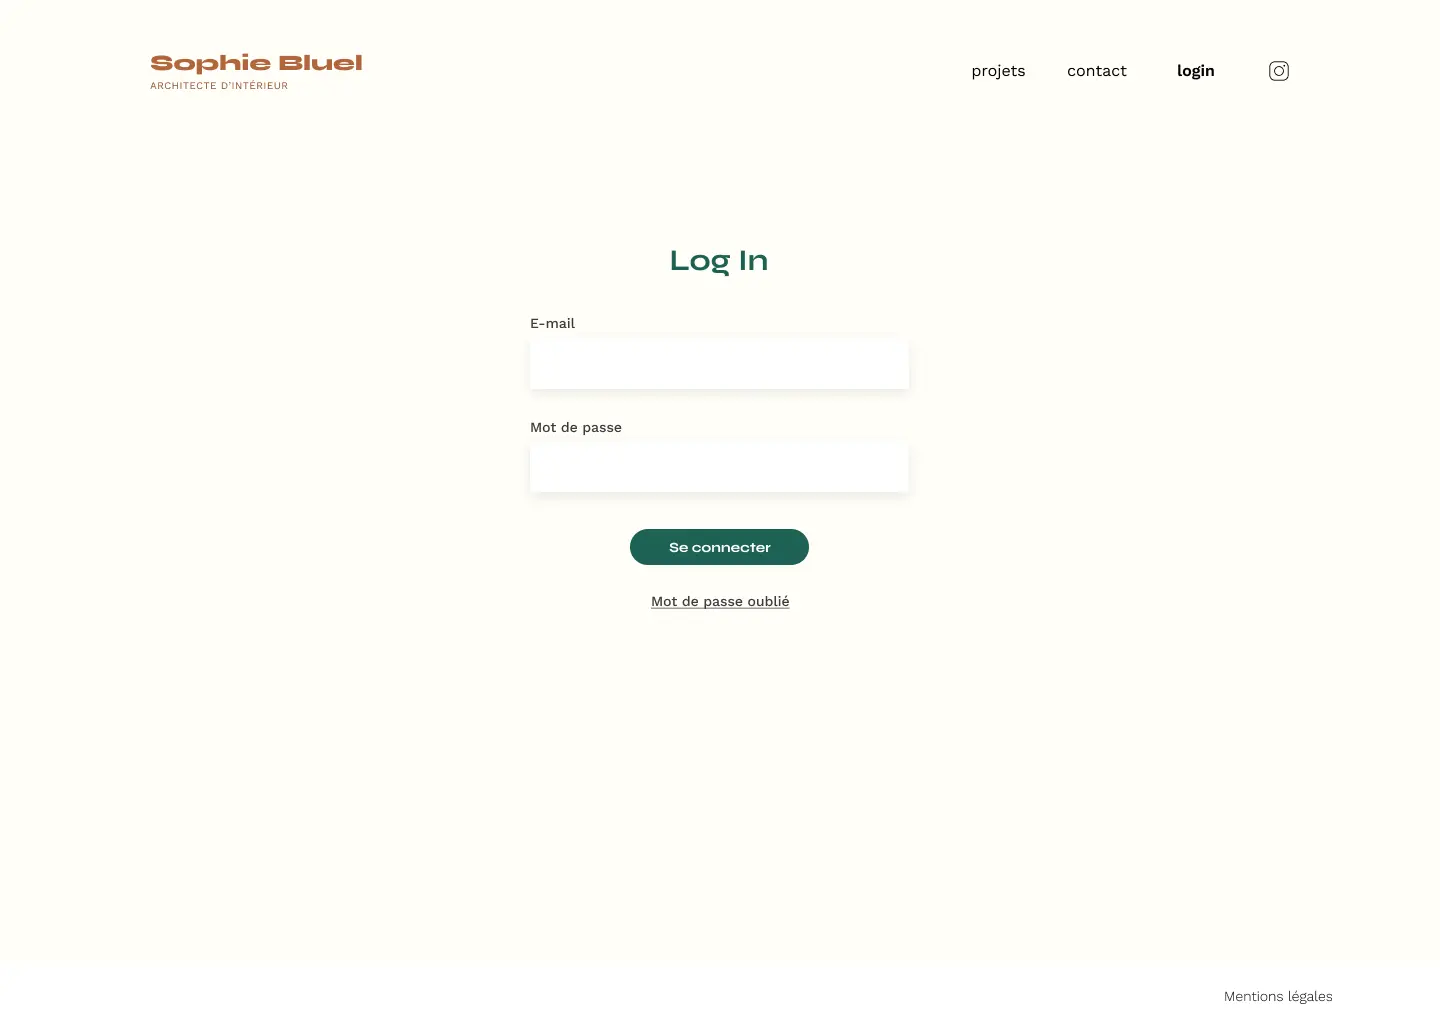 Sophie Bluel
ARCHITECTE D'INTÉRIEUR
projets
contact
login
Log In
E-mail
Mot de passe
Se connecter
Mot de passe oublié
Mentions légales